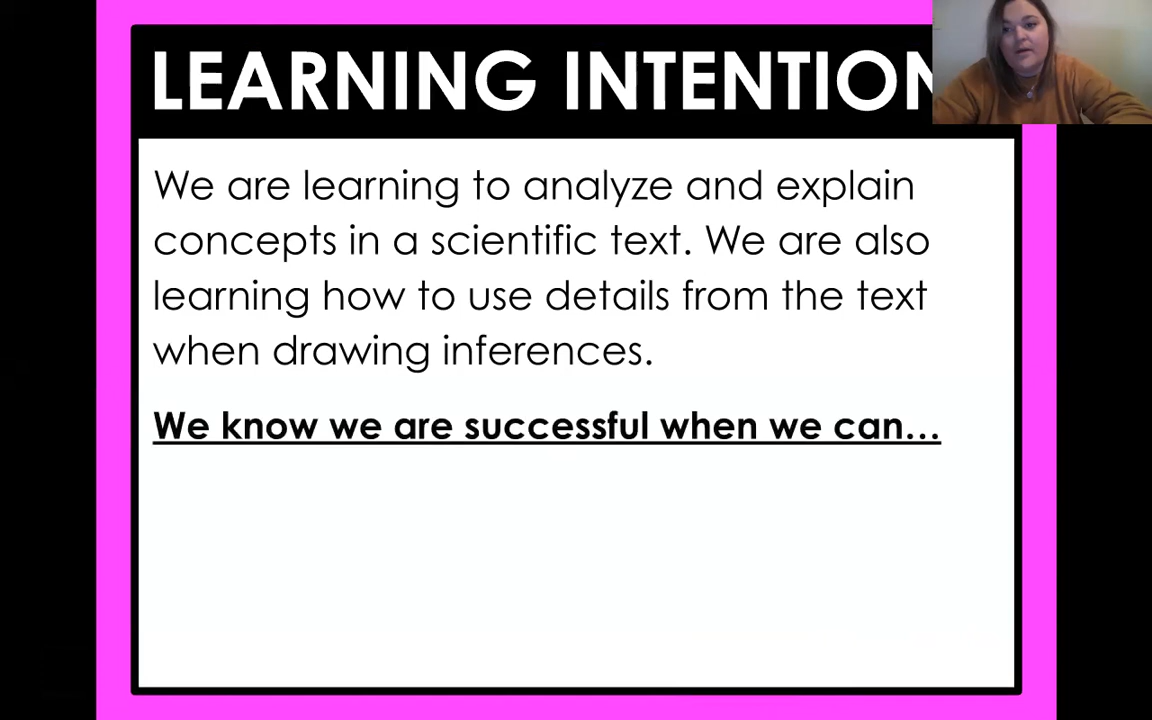 LEARNING INTENTION
We are learning to analyze and explain
concepts in a scientific text. We are also
learning how to use details from the text
when drawing inferences.
We know we are successful when we can...